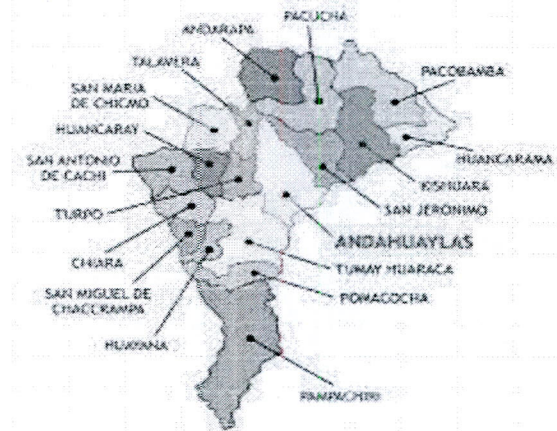 PACUCHA
ANDARAPA
TALAVERA
PACOBAMBA
SAN MARIA
DE CHICMO
HUANCARAY
HUANCARAMA
SAN ANTONIO
DE CACHI
KISHUARA
TURPO
SAN JERONIMO
ANDAHUAYLAS
CHIARA
TUMAY HUARACA
SAN MIGUEL DE
CHACCRAMPA
POMACOCHA
HUAYANA
PAMPACHIRI